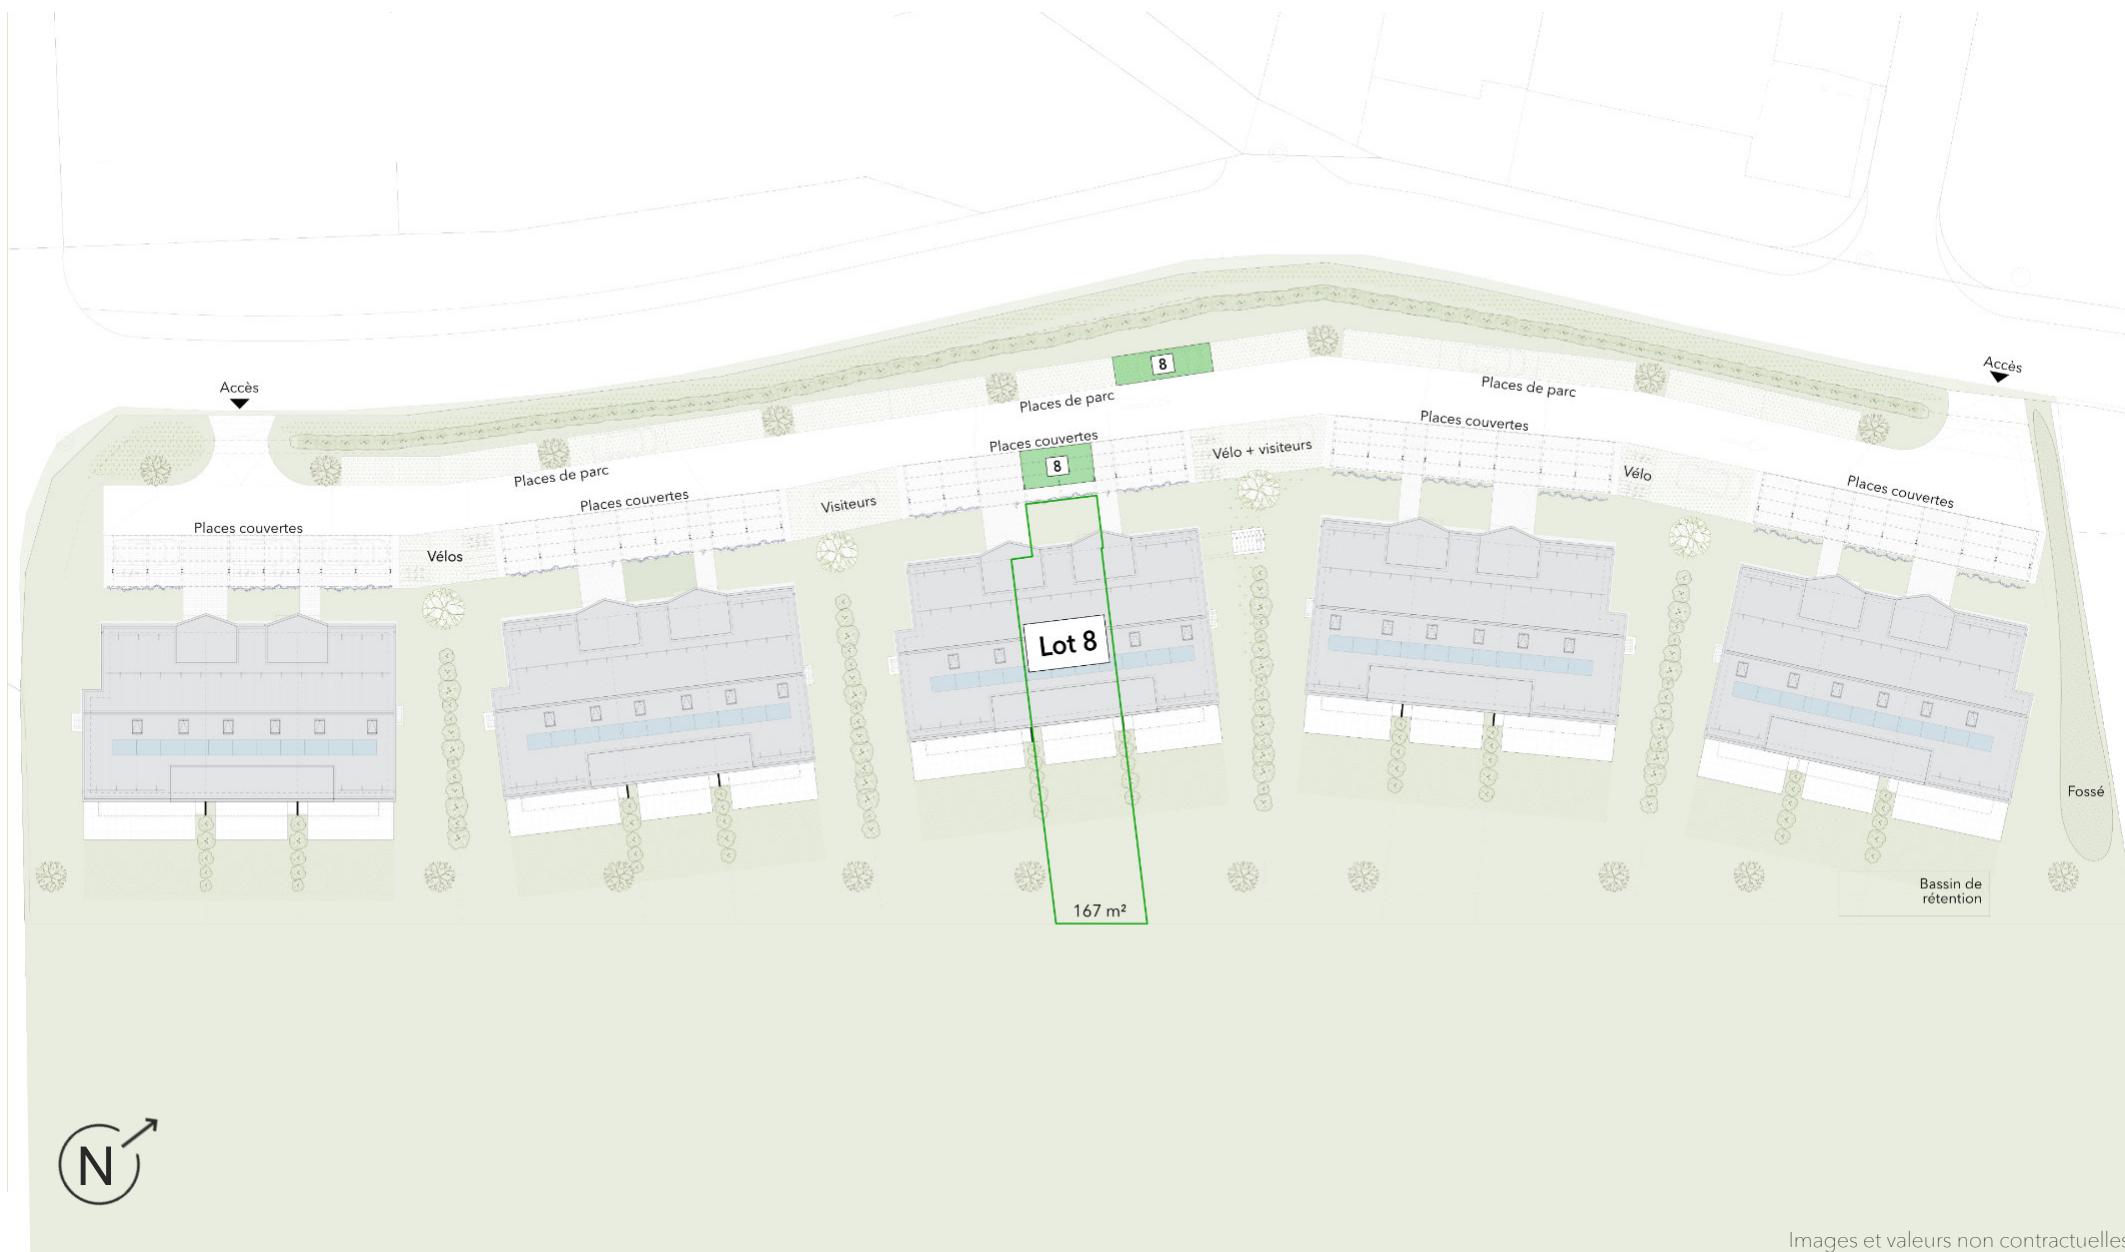 Accès
Accès
8
Places de parc
Places de parc
Places couvertes
Places couvertes
8
Vélo + visiteurs
Vélo
Places de parc
Places couvertes
Visiteurs
Places couvertes
Places couvertes
Vélos
Lot 8
Fossé
Bassin de
rétention
167 m²
N
Images et valeurs non contractuelles